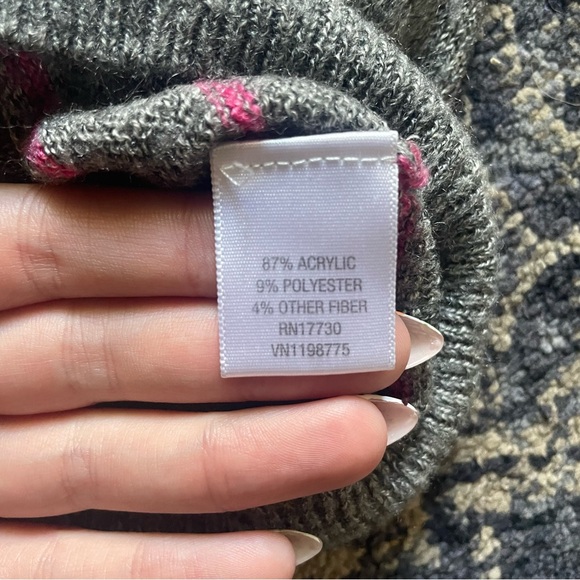 87% ACRYLIC
9% POLYESTER
4% OTHER FIBER
RN17730
VN1198775